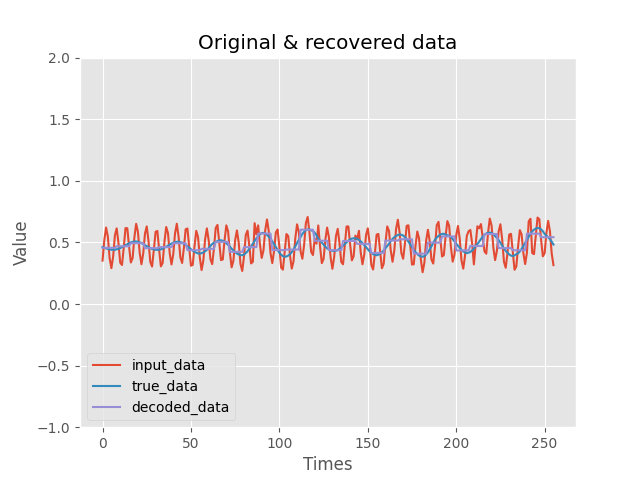 Original & recovered data
2.0
1.5
1.0
0.5
0.0
−0.5
−1.0
Value
input_data
true_data
decoded_data
0 50 100 150 200 250
Times